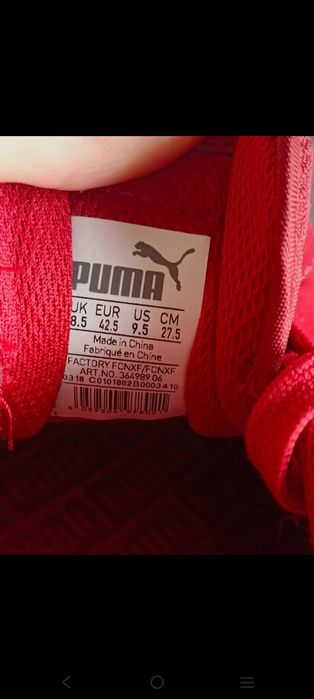 PUMA
UK EUR US CM
8.5 42.5 9.5 27.5
Made in China
Fabriqué en Chine
FACTORY FCNXF/FCNXF
ART.NO. 364989 06
0318 C0101862B0003410